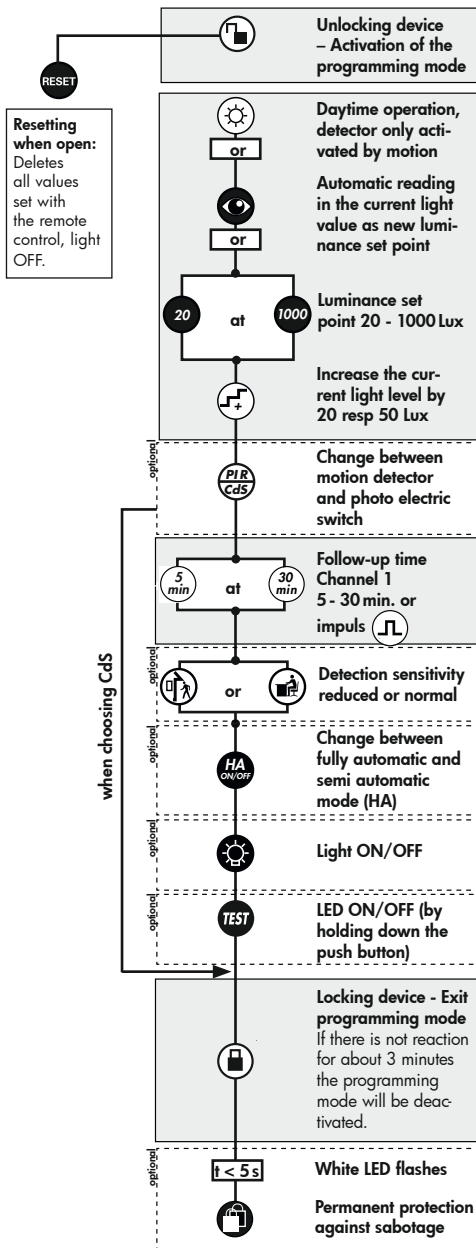 Unlocking device
– Activation of the
programming mode
RESET
Resetting
when open:
Deletes
all values
set with
the remote
control, light
OFF.
Daytime operation,
detector only acti-
vated by motion
or
Automatic reading
in the current light
value as new lumi-
nance set point
or
20
at
1000
Luminance set
point 20 - 1000 Lux
Increase the cur-
rent light level by
20 resp 50 Lux
+
optional
PIR
CdS
Change between
motion detector
and photo electric
switch
when choosing CdS
5
min
at
30
min
Follow-up time
Channel 1
5 - 30 min. or
impuls
optional
or
Detection sensitivity
reduced or normal
optional
HA
ON/OFF
Change between
fully automatic and
semi automatic
mode (HA)
optional
Light ON/OFF
optional
TEST
LED ON/OFF (by
holding down the
push button)
Locking device - Exit
programming mode
If there is not reaction
for about 3 minutes
the programming
mode will be deac-
tivated.
optional
t < 5 s
White LED flashes
Permanent protection
against sabotage